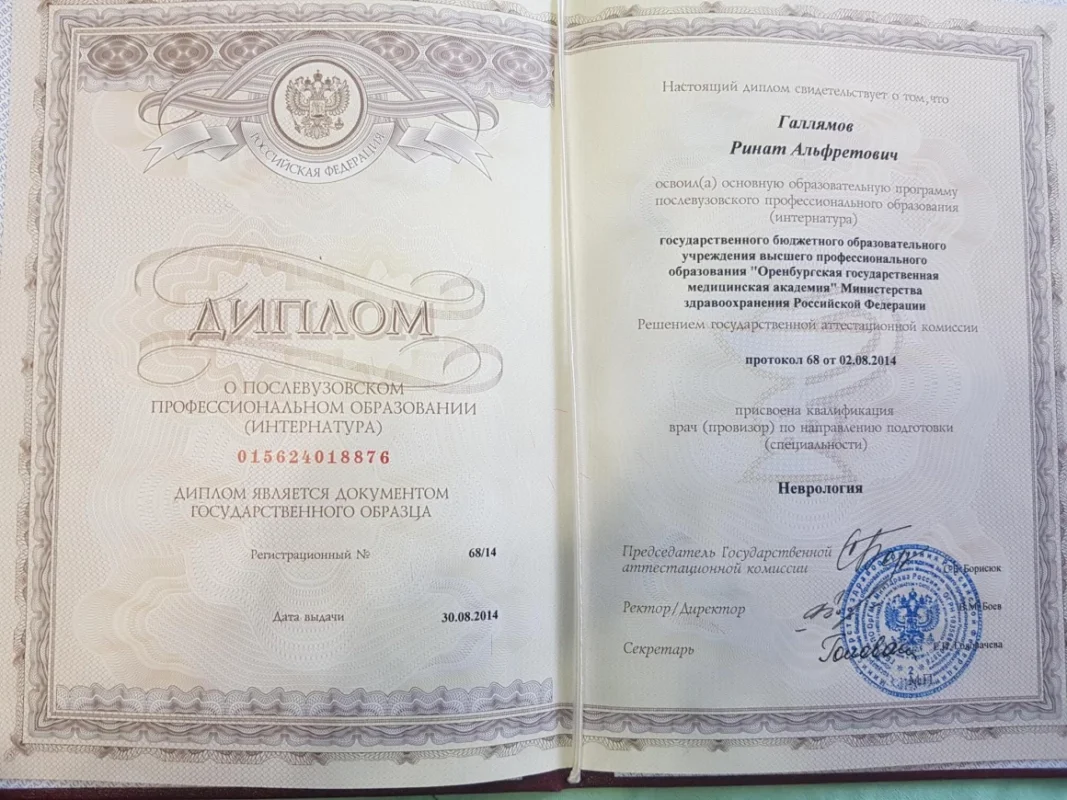 РОССИЙСКАЯ ФЕДЕРАЦИЯ
ДИПЛОМ
О ПОСЛЕВУЗОВСКОМ
ПРОФЕССИОНАЛЬНОМ ОБРАЗОВАНИИ
(ИНТЕРНАТУРА)
015624018876
ДИПЛОМ ЯВЛЯЕТСЯ ДОКУМЕНТОМ
ГОСУДАРСТВЕННОГО ОБРАЗЦА
Регистрационный № 68/14
Дата выдачи 30.08.2014
Настоящий диплом свидетельствует о том, что
Галлямов
Ринат Альфретович
освоил(а) основную образовательную программу
послевузовского профессионального образования
(интернатура)
государственного бюджетного образовательного
учреждения высшего профессионального
образования "Оренбургская государственная
медицинская академия" Министерства
здравоохранения Российской Федерации
Решением государственной аттестационной комиссии
протокол 68 от 02.08.2014
присвоена квалификация
врач (провизор) по направлению подготовки
(специальности)
Неврология
Председатель Государственной
аттестационной комиссии Борисюк
Ректор/Директор В.М. Боев
Секретарь
М.П.